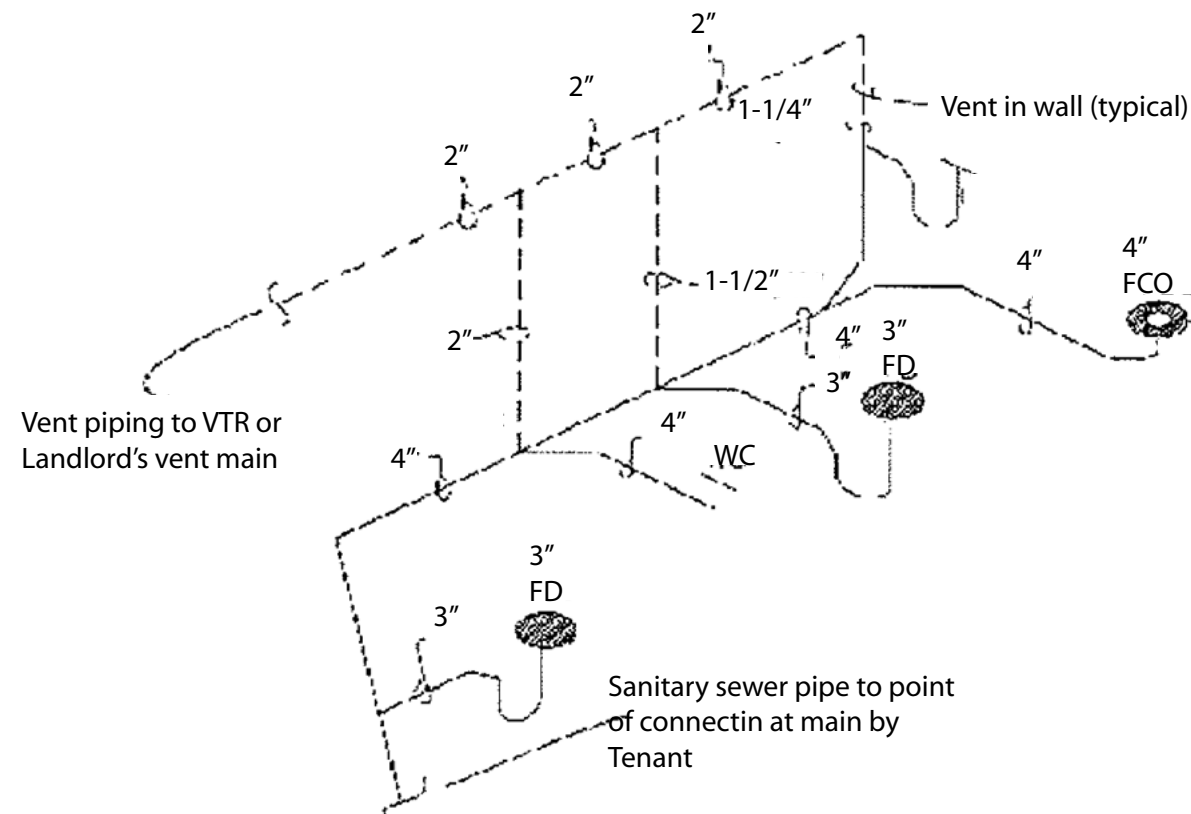 2"
2"
1-1/4"
Vent in wall (typical)
2"
4"
FCO
4"
1-1/2"
2"
4"
3"
FD
3"
Vent piping to VTR or
Landlord's vent main
4"
4"
WC
3"
FD
3"
Sanitary sewer pipe to point
of connectin at main by
Tenant